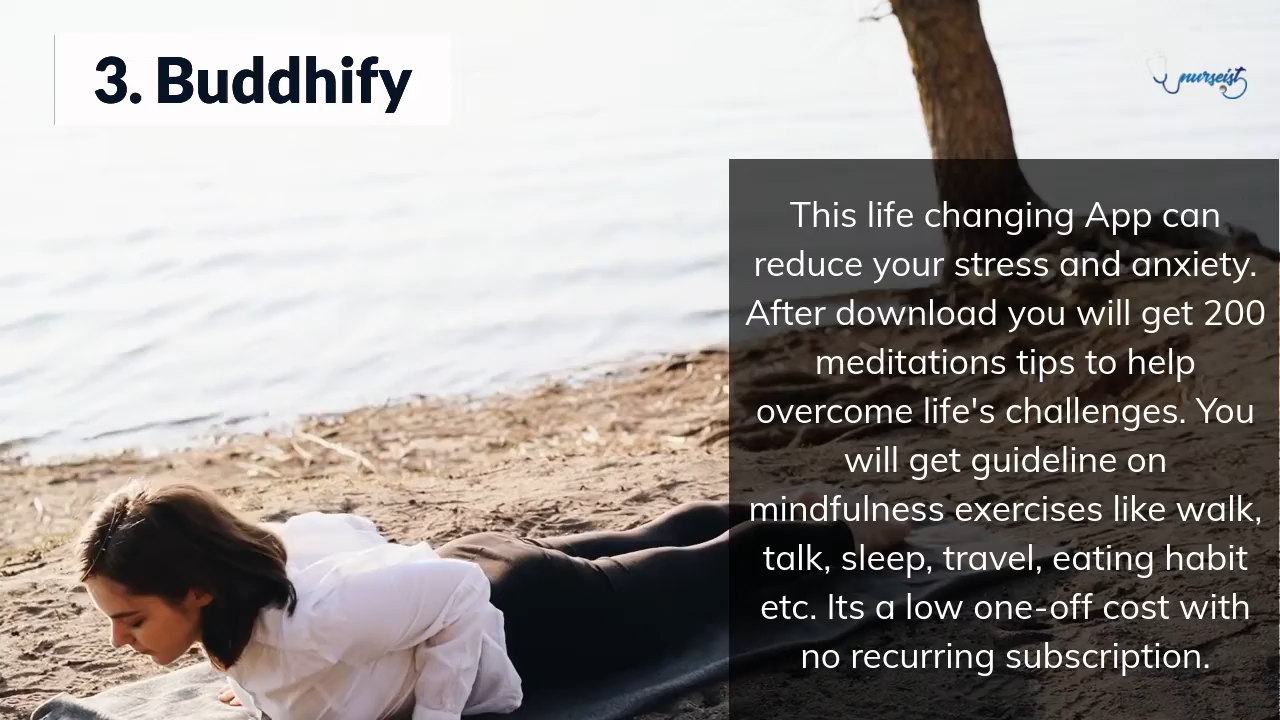 3. Buddhify
nurseist
This life changing App can
reduce your stress and anxiety.
After download you will get 200
meditations tips to help
overcome life's challenges. You
will get guideline on
mindfulness exercises like walk,
talk, sleep, travel, eating habit
etc. Its a low one-off cost with
no recurring subscription.